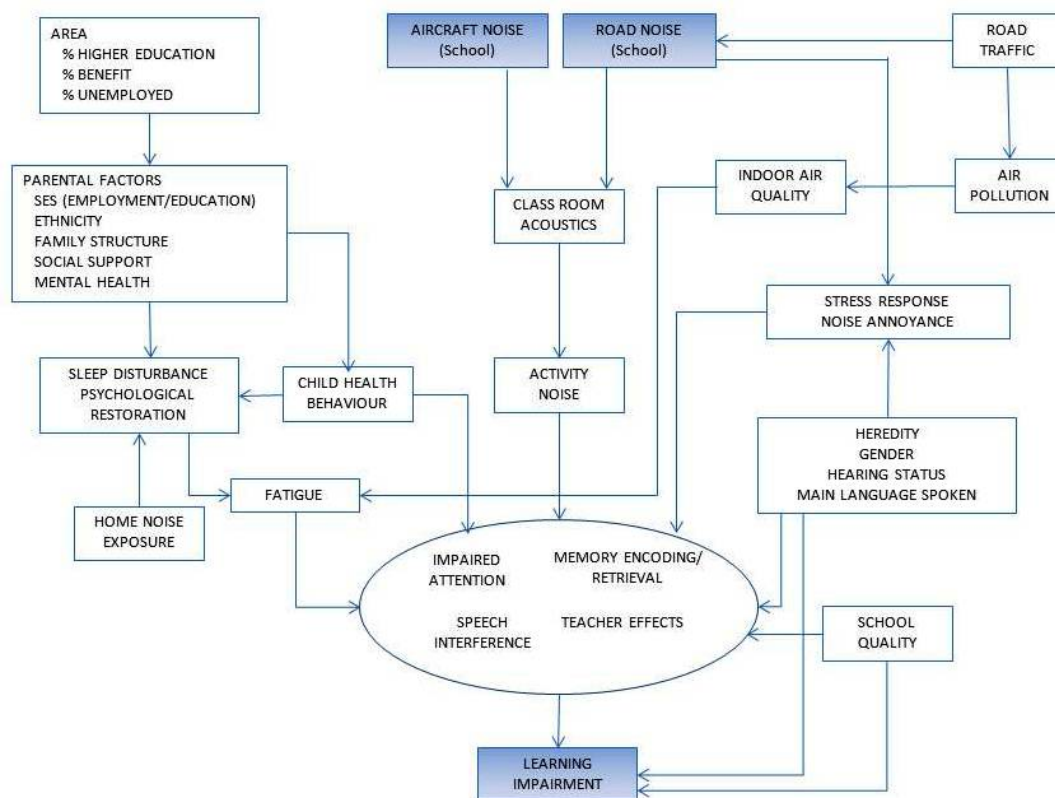 AREA
% HIGHER EDUCATION
% BENEFIT
% UNEMPLOYED
AIRCRAFT NOISE
(School)
ROAD NOISE
(School)
ROAD
TRAFFIC
PARENTAL FACTORS
SES (EMPLOYMENT/EDUCATION)
ETHNICITY
FAMILY STRUCTURE
SOCIAL SUPPORT
MENTAL HEALTH
CLASS ROOM
ACOUSTICS
INDOOR AIR
QUALITY
AIR
POLLUTION
STRESS RESPONSE
NOISE ANNOYANCE
SLEEP DISTURBANCE
PSYCHOLOGICAL
RESTORATION
CHILD HEALTH
BEHAVIOUR
ACTIVITY
NOISE
HEREDITY
GENDER
HEARING STATUS
MAIN LANGUAGE SPOKEN
FATIGUE
HOME NOISE
EXPOSURE
IMPAIRED
ATTENTION
MEMORY ENCODING/
RETRIEVAL
SPEECH
INTERFERENCE
TEACHER EFFECTS
SCHOOL
QUALITY
LEARNING
IMPAIRMENT